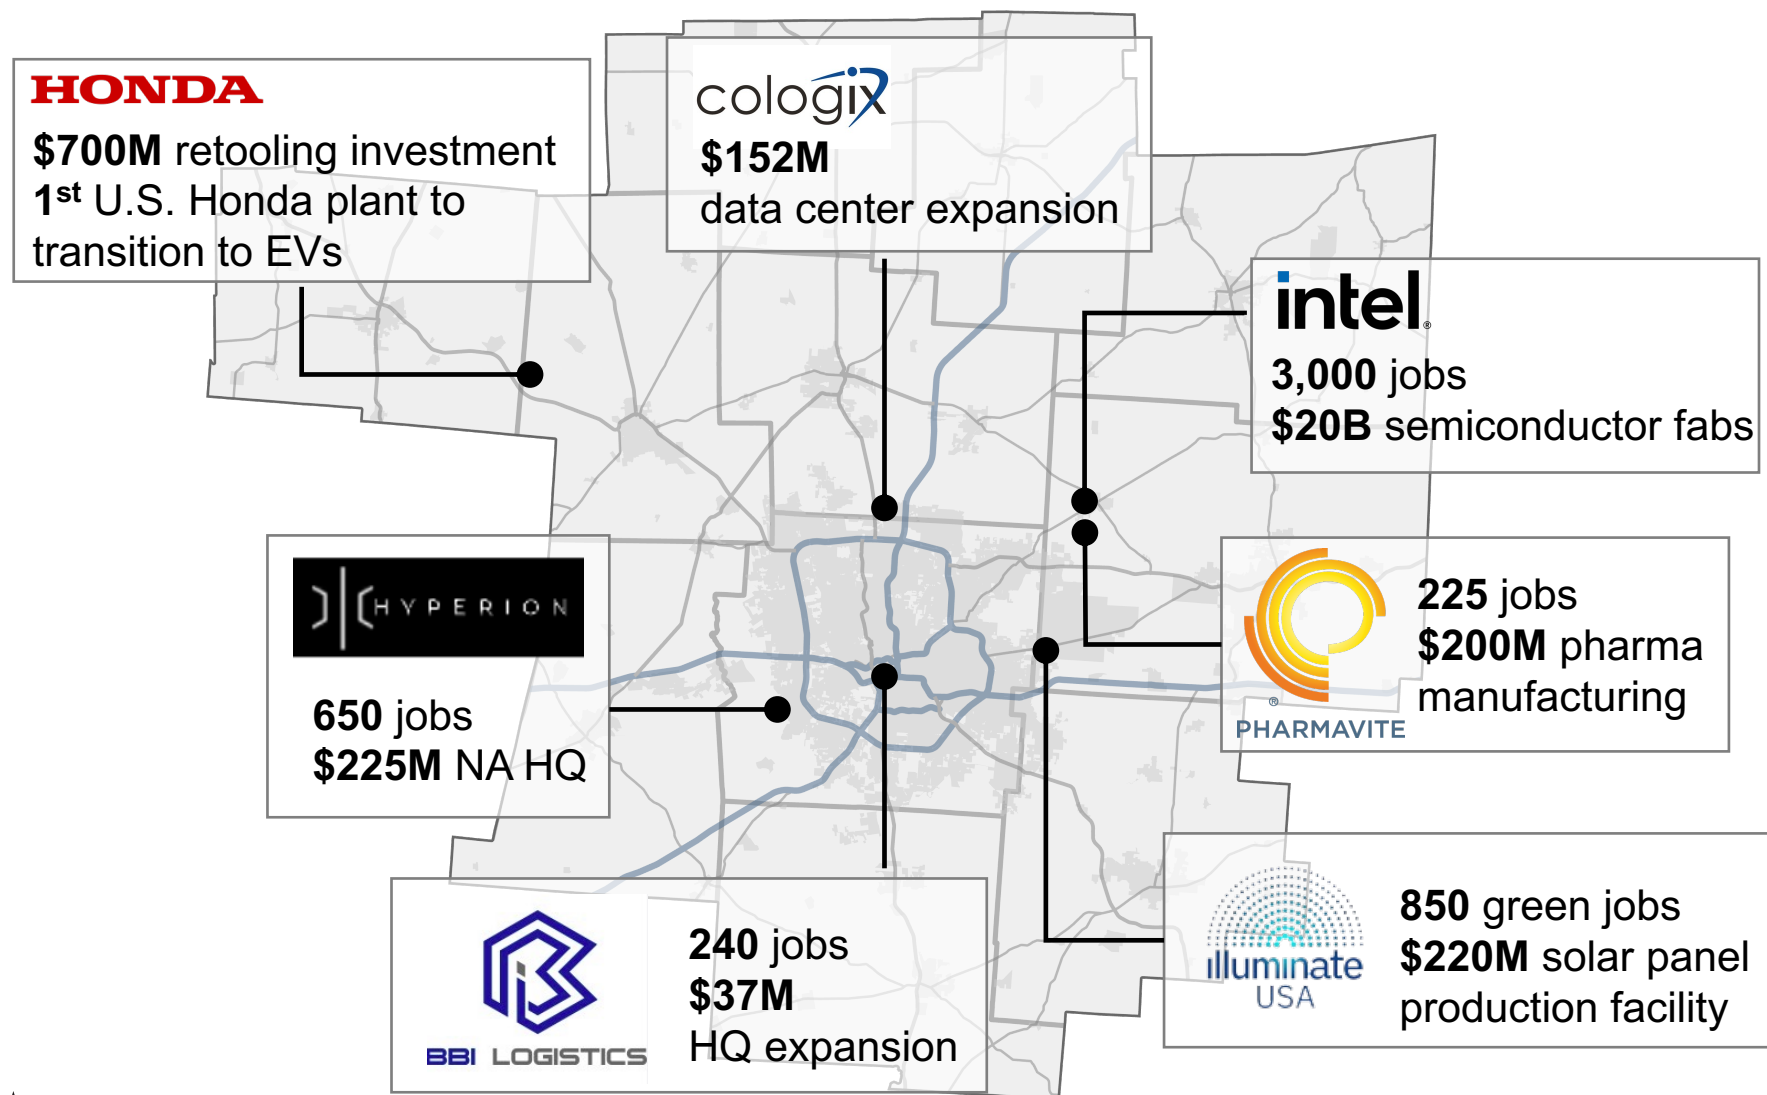 HONDA
$700M retooling investment
1st U.S. Honda plant to
transition to EVs
cologix
$152M
data center expansion
intel®
3,000 jobs
$20B semiconductor fabs
HYPERION
650 jobs
$225M NA HQ
PHARMAVITE®
225 jobs
$200M pharma
manufacturing
BBI LOGISTICS
240 jobs
$37M
HQ expansion
illuminate
USA
850 green jobs
$220M solar panel
production facility